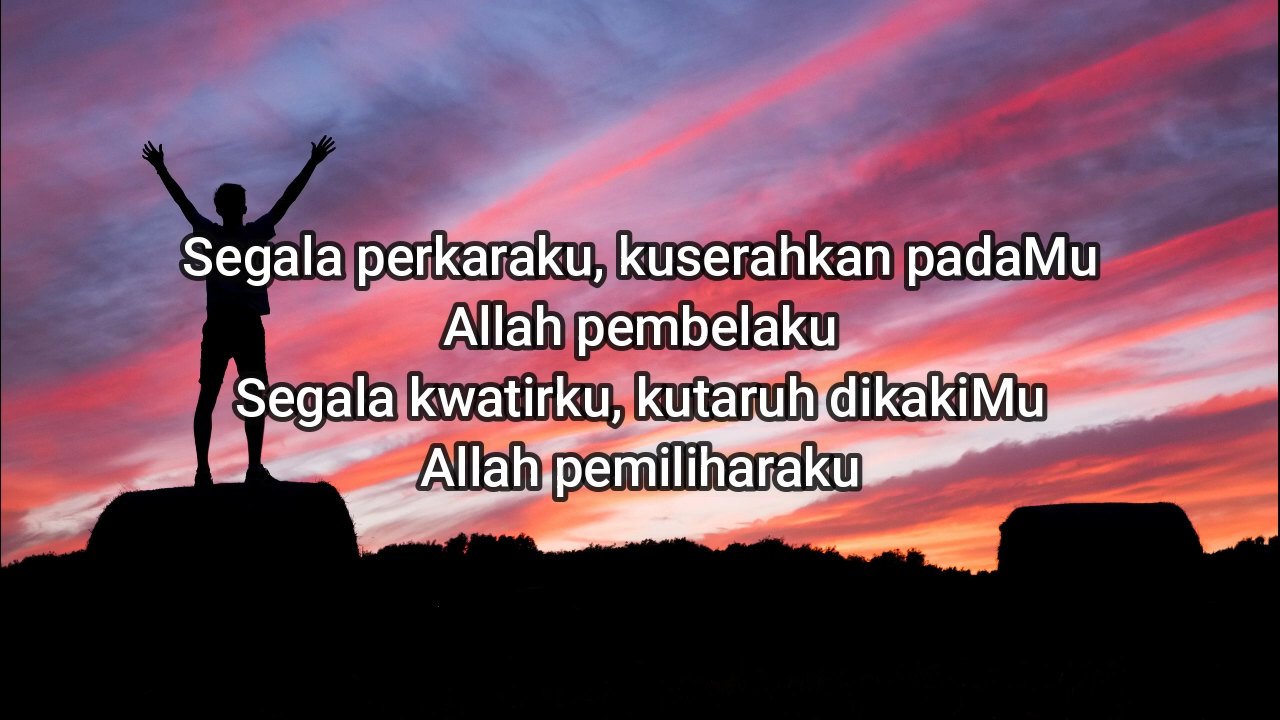 Segala perkaraku, kuserahkan padaMu
Allah pembelaku
Segala kwatirku, kutaruh dikakiMu
Allah pemiliharaku